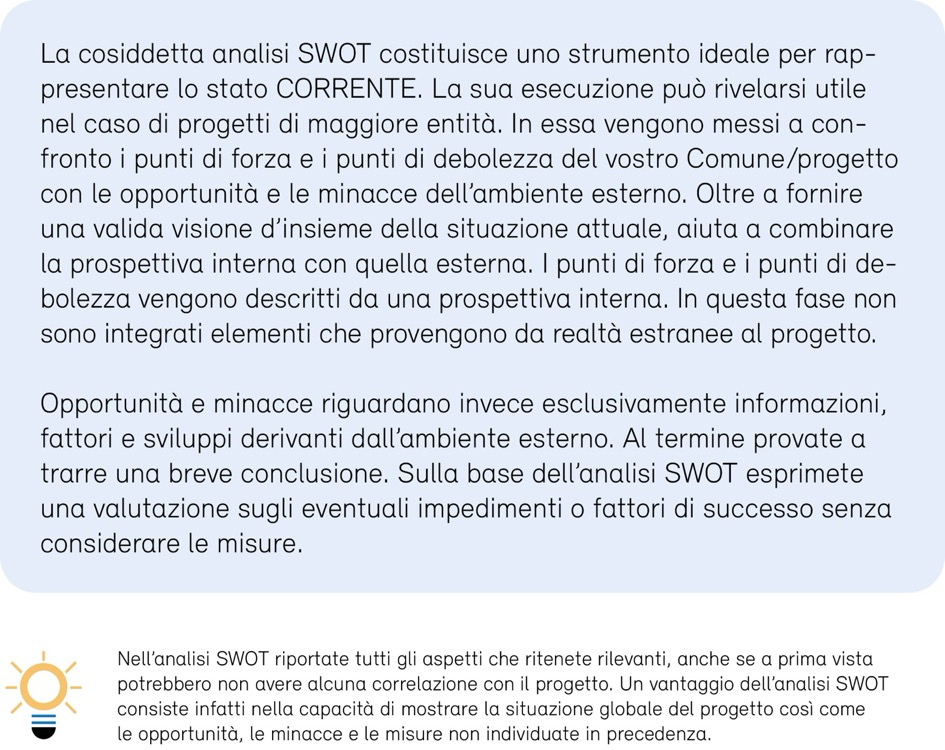 La cosiddetta analisi SWOT costituisce uno strumento ideale per rap-
presentare lo stato CORRENTE. La sua esecuzione può rivelarsi utile
nel caso di progetti di maggiore entità. In essa vengono messi a con-
fronto i punti di forza e i punti di debolezza del vostro Comune/progetto
con le opportunità e le minacce dell’ambiente esterno. Oltre a fornire
una valida visione d’insieme della situazione attuale, aiuta a combinare
la prospettiva interna con quella esterna. I punti di forza e i punti di de-
bolezza vengono descritti da una prospettiva interna. In questa fase non
sono integrati elementi che provengono da realtà estranee al progetto.
Opportunità e minacce riguardano invece esclusivamente informazioni,
fattori e sviluppi derivanti dall’ambiente esterno. Al termine provate a
trarre una breve conclusione. Sulla base dell’analisi SWOT esprimete
una valutazione sugli eventuali impedimenti o fattori di successo senza
considerare le misure.
Nell’analisi SWOT riportate tutti gli aspetti che ritenete rilevanti, anche se a prima vista
potrebbero non avere alcuna correlazione con il progetto. Un vantaggio dell’analisi SWOT
consiste infatti nella capacità di mostrare la situazione globale del progetto così come
le opportunità, le minacce e le misure non individuate in precedenza.